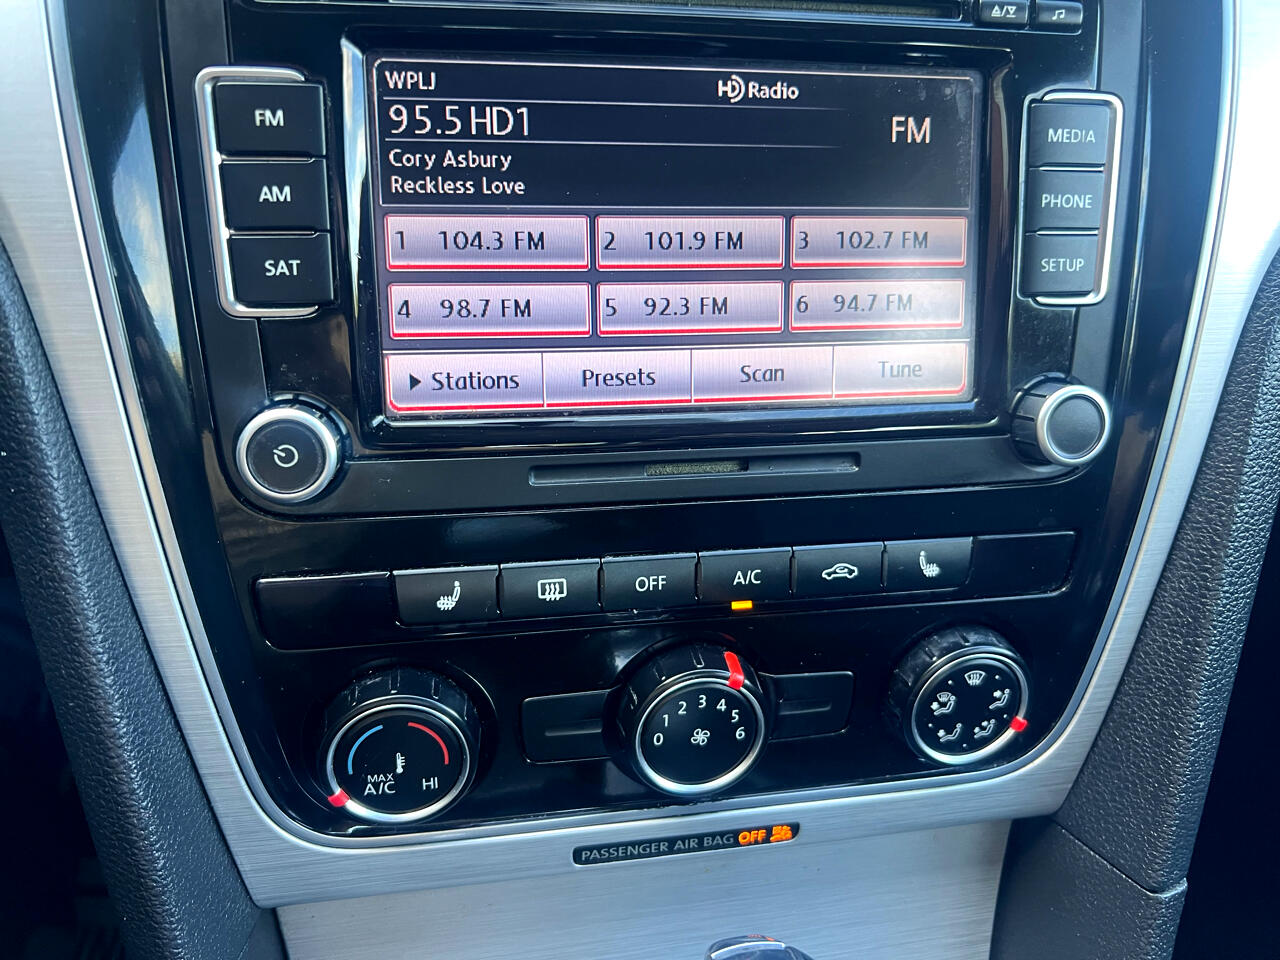 WPLJ
HD Radio
95.5 HD1
FM
Cory Asbury
Reckless Love
1 104.3 FM
2 101.9 FM
3 102.7 FM
4 98.7 FM
5 92.3 FM
6 94.7 FM
Stations
Presets
Scan
Tune
FM
AM
SAT
MEDIA
PHONE
SETUP
OFF
A/C
MAX
A/C
HI
0 1 2 3 4 5 6
PASSENGER AIR BAG OFF